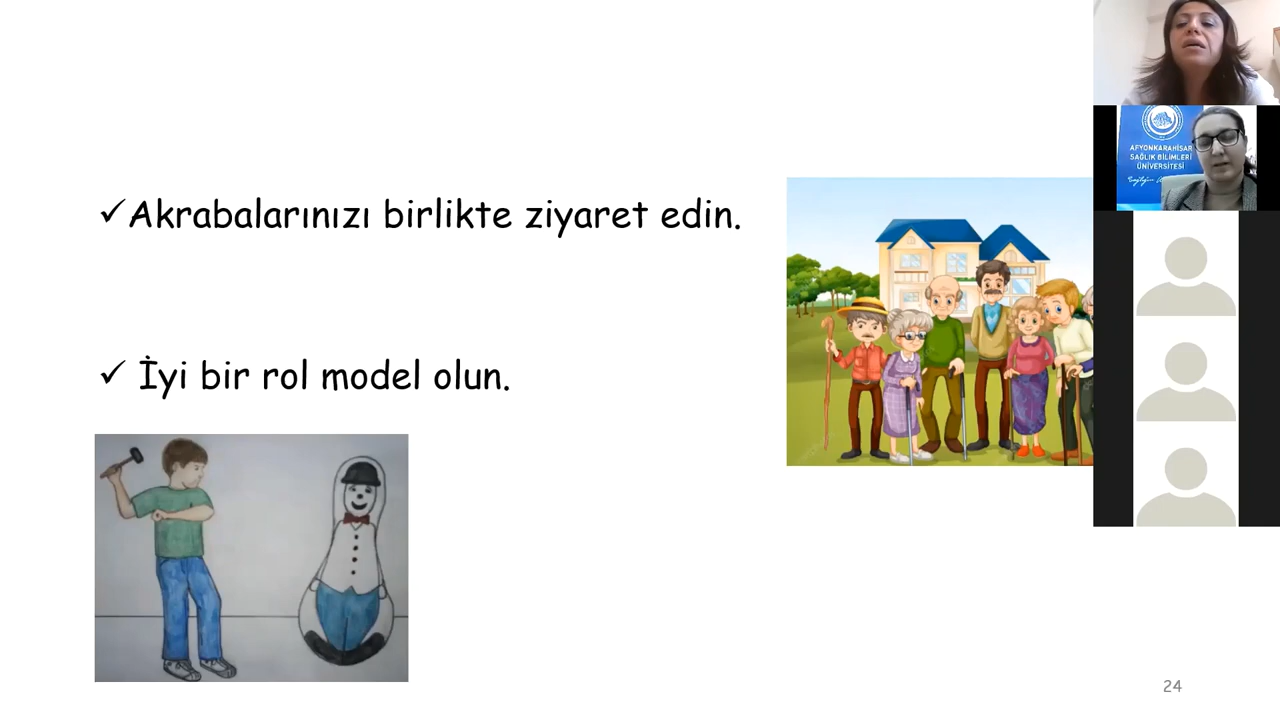 ✓Akrabalarınızı birlikte ziyaret edin.
✓ İyi bir rol model olun.
AFYONKARAHİSAR
SAĞLIK BİLİMLERİ
ÜNİVERSİTESİ
24